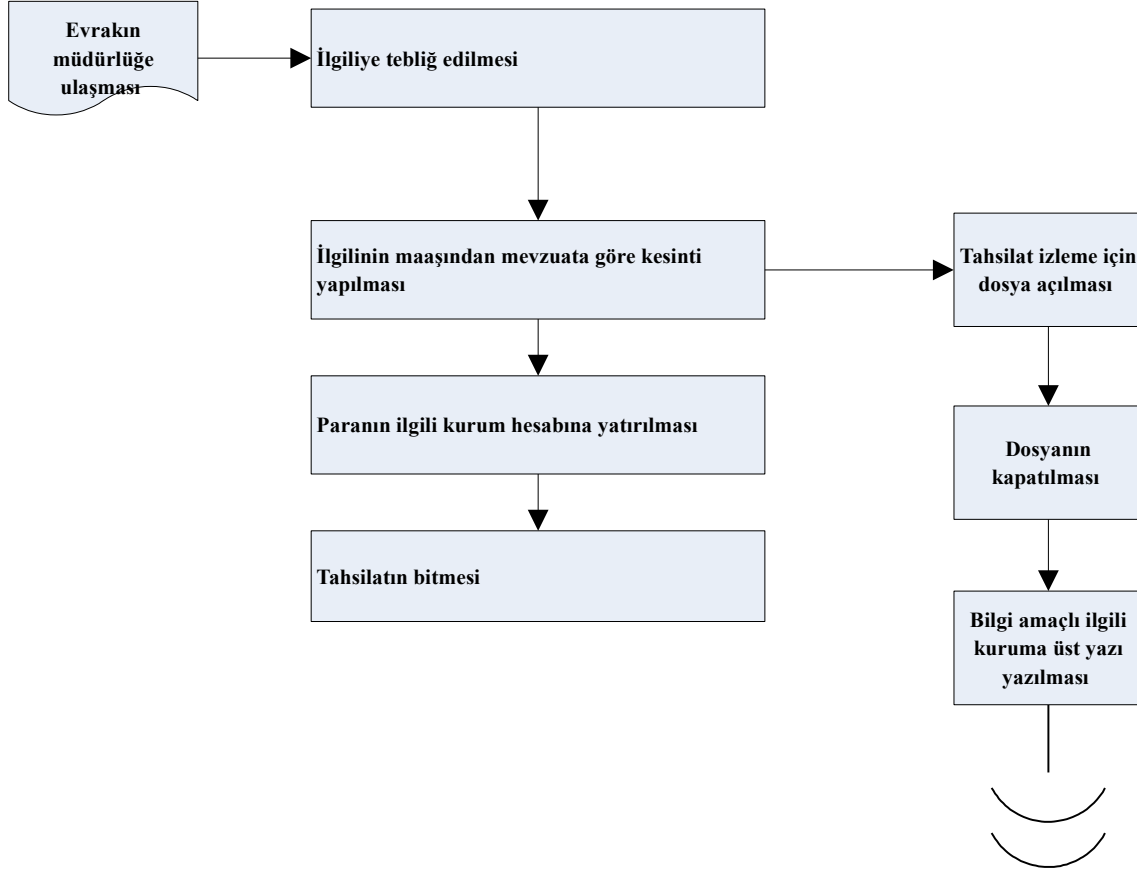 Evrakın
müdürlüğe
ulaşması
İlgiliye tebliğ edilmesi
İlgilinin maaşından mevzuata göre kesinti
yapılması
Tahsilat izleme için
dosya açılması
Paranın ilgili kurum hesabına yatırılması
Dosyanın
kapatılması
Tahsilatın bitmesi
Bilgi amaçlı ilgili
kuruma üst yazı
yazılması